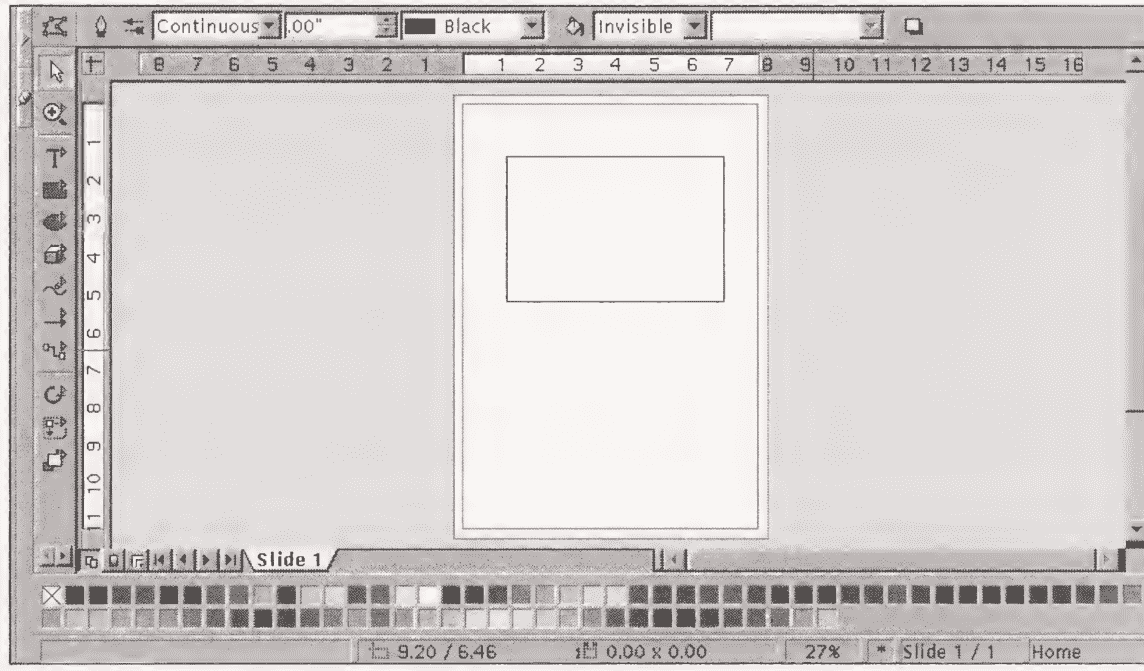 Continuous .00" Black Invisible
8 7 6 5 4 3 2 1 1 2 3 4 5 6 7 8 9 10 11 12 13 14 15 16
T
1
2
3
4
5
6
7
8
9
10
11
Slide 1
9.20 / 6.46 0.00 x 0.00 27% * Slide 1 / 1 Home